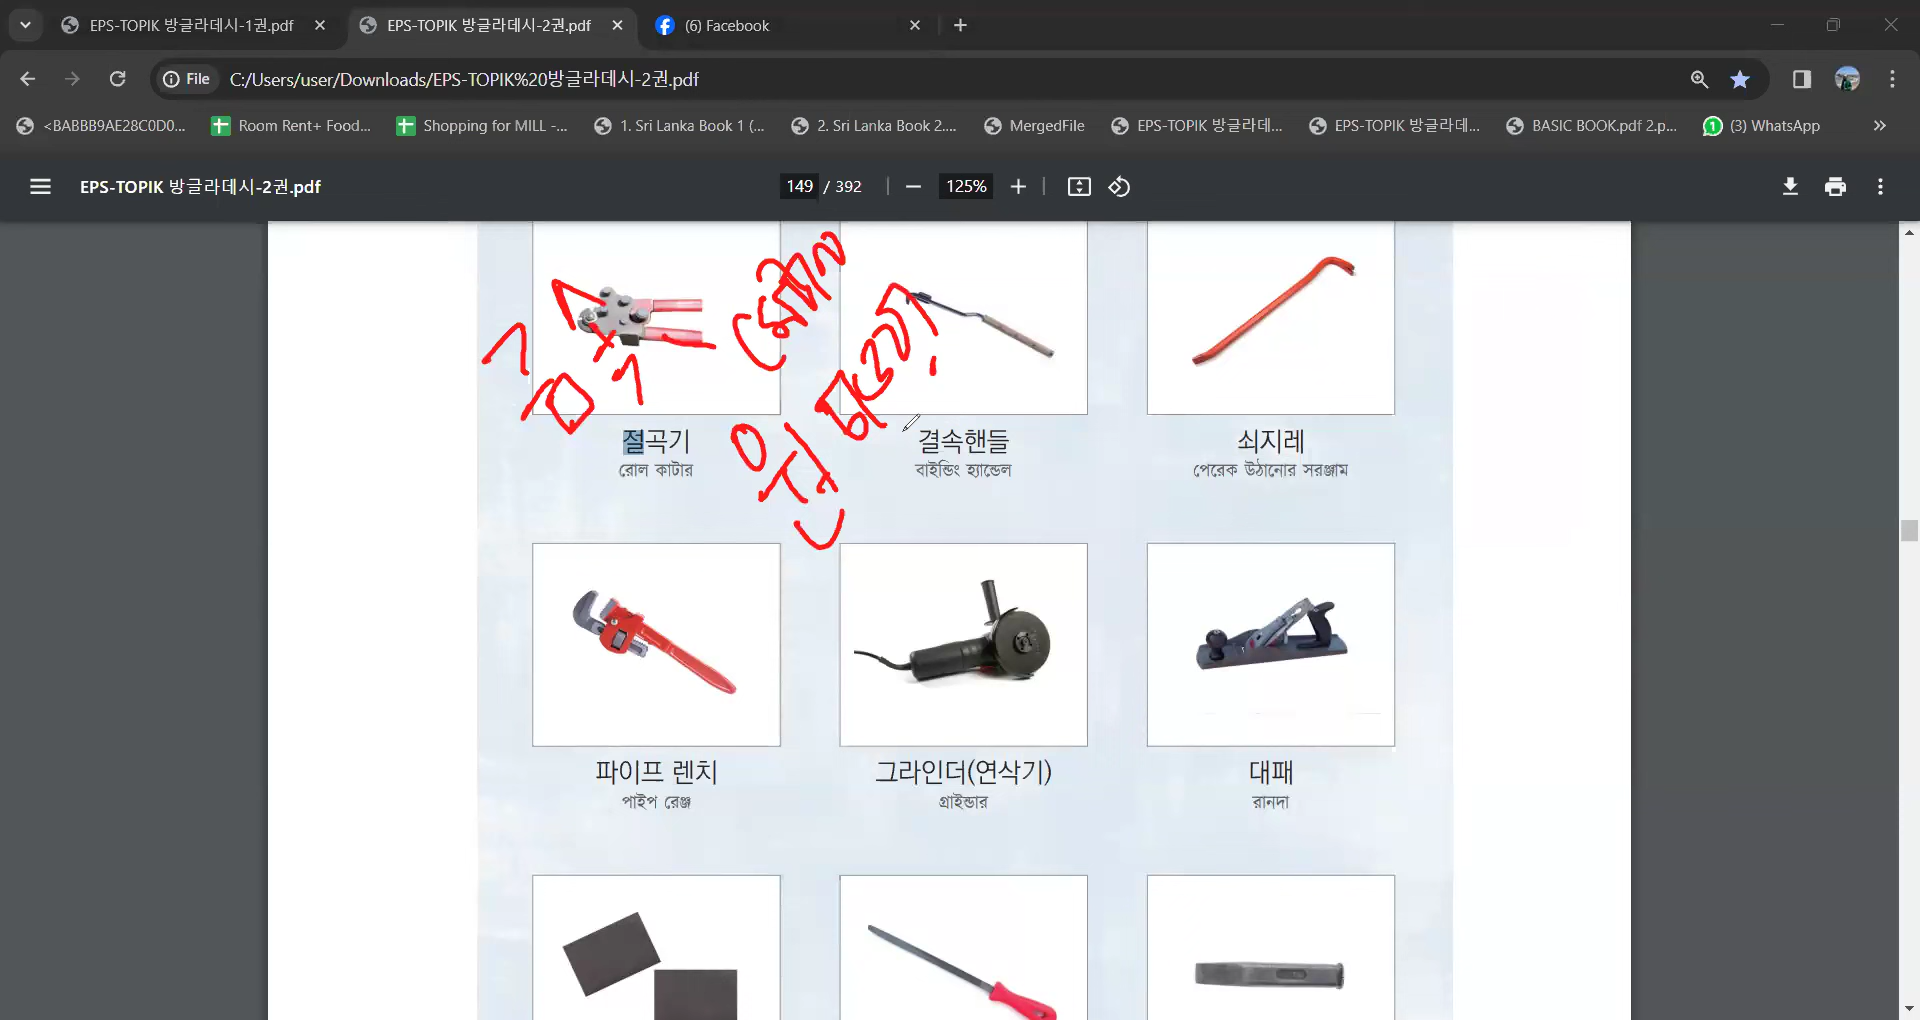 EPS-TOPIK 방글라데시-1권.pdf
EPS-TOPIK 방글라데시-2권.pdf
(6) Facebook
File
C:/Users/user/Downloads/EPS-TOPIK%20방글라데시-2권.pdf
<BABBB9AE28C0D0...
Room Rent+ Food...
Shopping for MILL -...
1. Sri Lanka Book 1 (...
2. Sri Lanka Book 2....
MergedFile
EPS-TOPIK 방글라데...
EPS-TOPIK 방글라데...
BASIC BOOK.pdf 2.p...
1
(3) WhatsApp
EPS-TOPIK 방글라데시-2권.pdf
149 / 392
125%
절곡기
রোল কাটার
결속핸들
বাইন্ডিং হ্যান্ডেল
쇠지레
পেরেক উঠানোর সরঞ্জাম
파이프 렌치
পাইপ রেঞ্জ
그라인더(연삭기)
গ্রাইন্ডার
대패
রানদা